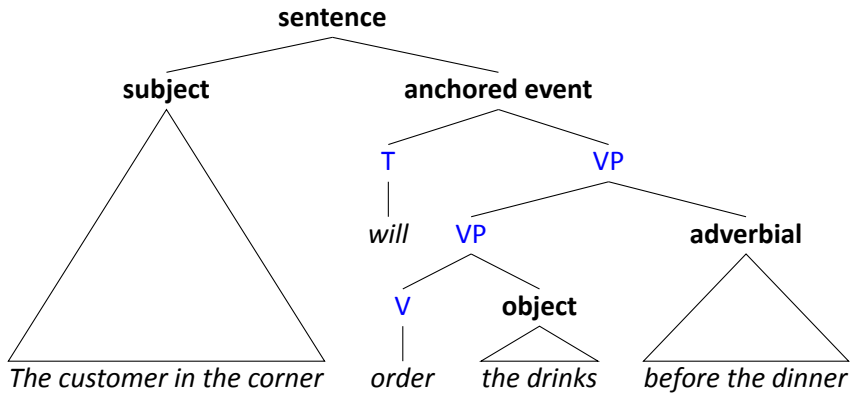 sentence
subject anchored event
T VP
will VP adverbial
V object
The customer in the corner order the drinks before the dinner